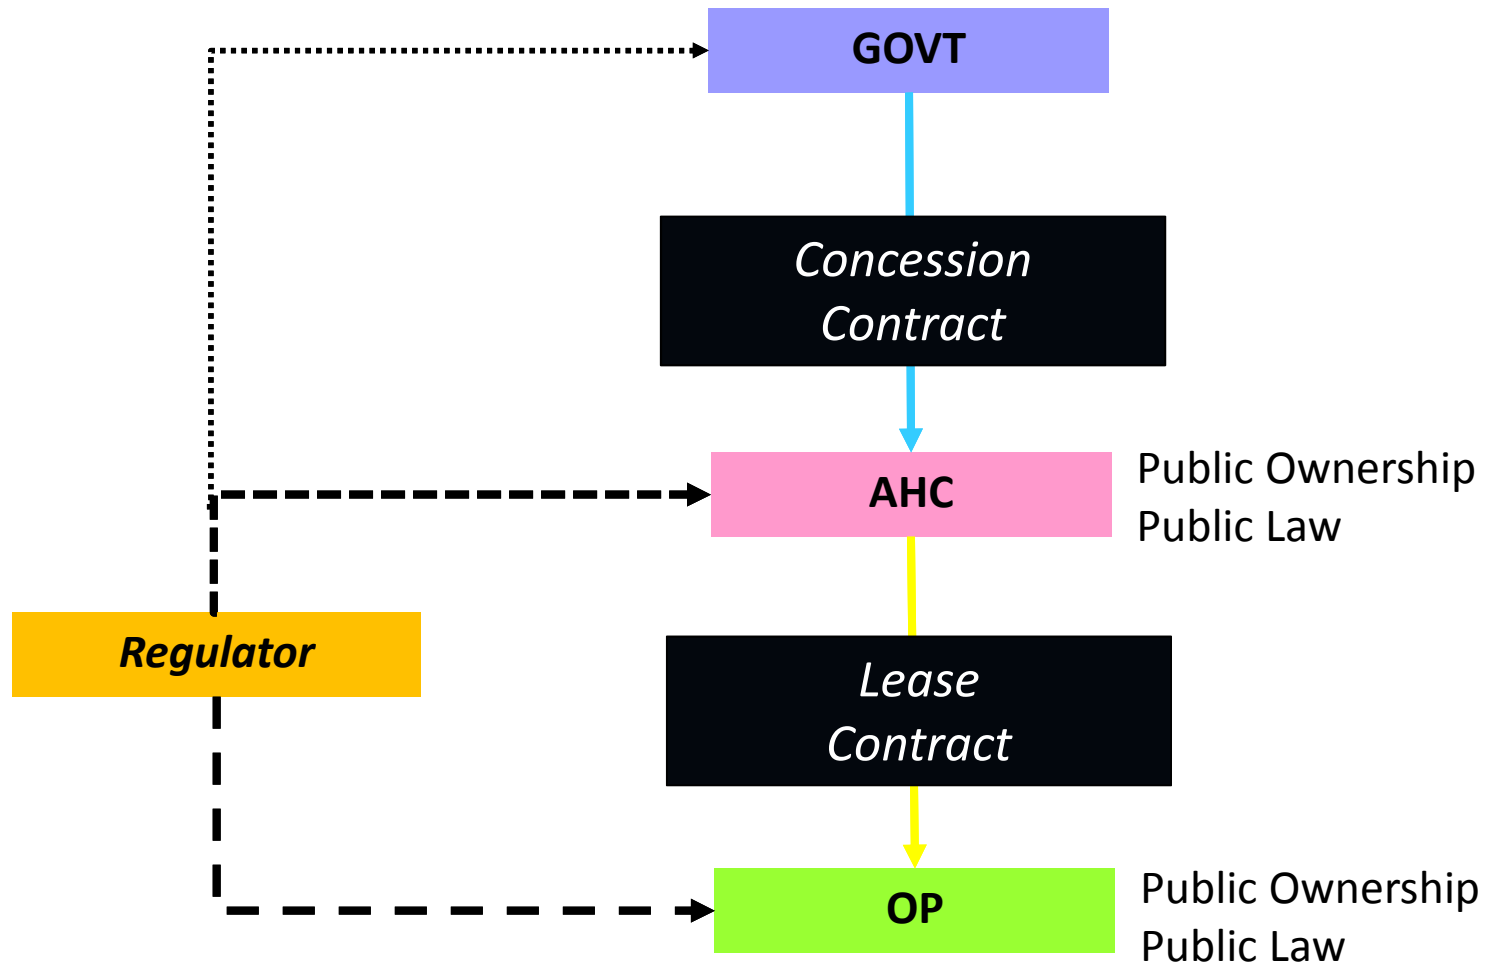 GOVT
Concession
Contract
AHC
Public Ownership
Public Law
Regulator
Lease
Contract
OP
Public Ownership
Public Law